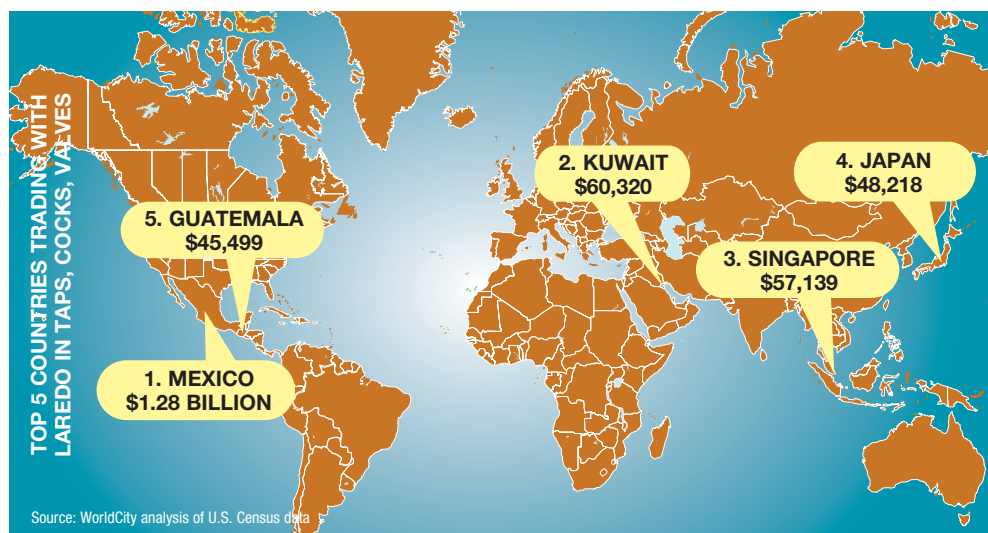 TOP 5 COUNTRIES TRADING WITH
LAREDO IN TAPS, COCKS, VALVES
2. KUWAIT
$60,320
4. JAPAN
$48,218
5. GUATEMALA
$45,499
3. SINGAPORE
$57,139
1. MEXICO
$1.28 BILLION
Source: WorldCity analysis of U.S. Census data